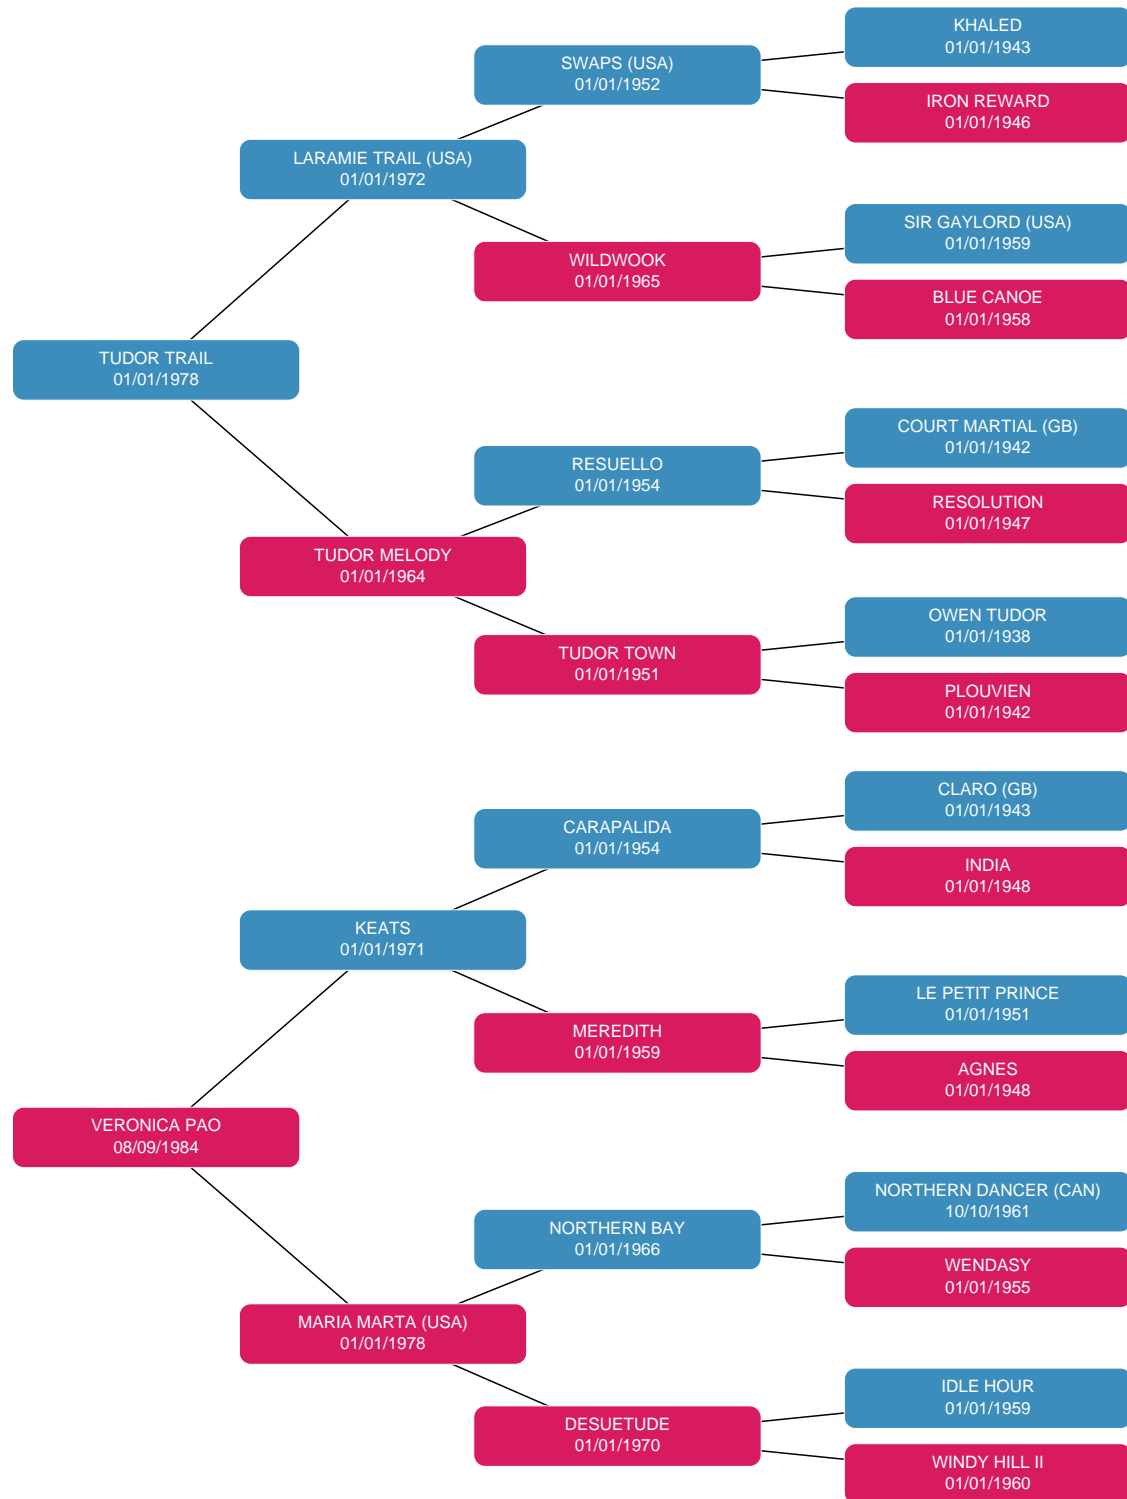 KHALED
01/01/1943
SWAPS (USA)
01/01/1952
IRON REWARD
01/01/1946
LARAMIE TRAIL (USA)
01/01/1972
SIR GAYLORD (USA)
01/01/1959
WILDWOOK
01/01/1965
BLUE CANOE
01/01/1958
TUDOR TRAIL
01/01/1978
COURT MARTIAL (GB)
01/01/1942
RESUELLO
01/01/1954
RESOLUTION
01/01/1947
TUDOR MELODY
01/01/1964
OWEN TUDOR
01/01/1938
TUDOR TOWN
01/01/1951
PLOUVIEN
01/01/1942
CLARO (GB)
01/01/1943
CARAPALIDA
01/01/1954
INDIA
01/01/1948
KEATS
01/01/1971
LE PETIT PRINCE
01/01/1951
MEREDITH
01/01/1959
AGNES
01/01/1948
VERONICA PAO
08/09/1984
NORTHERN DANCER (CAN)
10/10/1961
NORTHERN BAY
01/01/1966
WENDASY
01/01/1955
MARIA MARTA (USA)
01/01/1978
IDLE HOUR
01/01/1959
DESUETUDE
01/01/1970
WINDY HILL II
01/01/1960